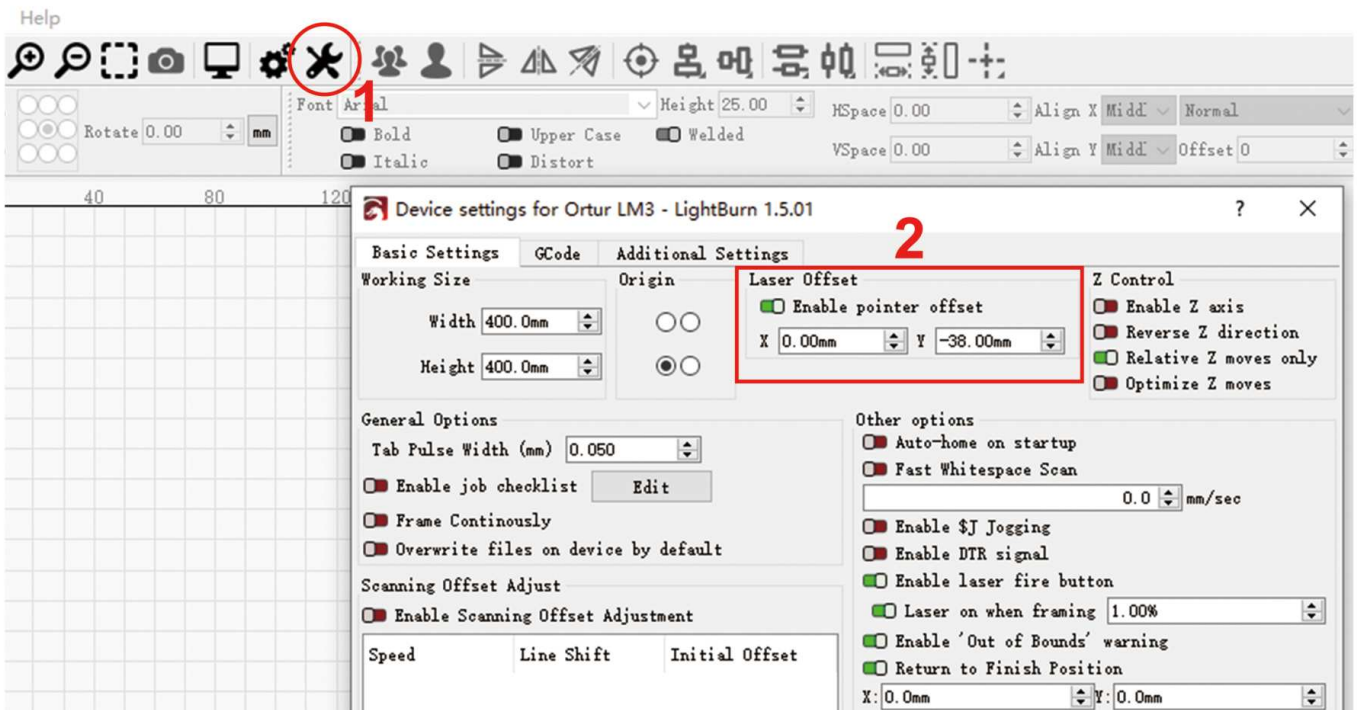 Help
1
Font Arial Height 25.00 HSpace 0.00 Align X Middl Normal
Rotate 0.00 mm Bold Upper Case Welded
Italic Distort VSpace 0.00 Align Y Middl Offset 0
40 80 120
Device settings for Ortur LM3 - LightBurn 1.5.01 ? ×
2
Basic Settings GCode Additional Settings
Working Size Origin Laser Offset Z Control
Enable pointer offset Enable Z axis
Width 400.0mm X 0.00mm Y -38.00mm Reverse Z direction
Relative Z moves only
Height 400.0mm Optimize Z moves
General Options Other options
Tab Pulse Width (mm) 0.050 Auto-home on startup
Fast Whitespace Scan
Enable job checklist Edit 0.0 mm/sec
Frame Continously Enable $J Jogging
Overwrite files on device by default Enable DTR signal
Scanning Offset Adjust Enable laser fire button
Enable Scanning Offset Adjustment Laser on when framing 1.00%
Enable 'Out of Bounds' warning
Speed Line Shift Initial Offset Return to Finish Position
X: 0.0mm Y: 0.0mm